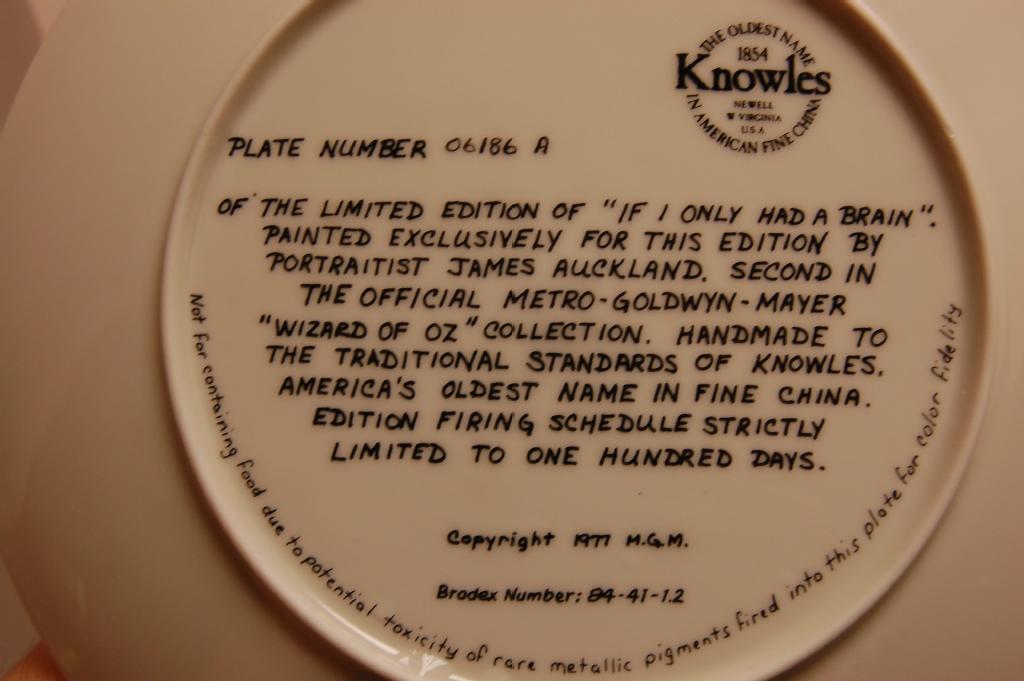 THE OLDEST NAME
1854
Knowles
NEWELL
W VIRGINIA
U.S.A
IN AMERICAN FINE CHINA
PLATE NUMBER 06186 A
OF THE LIMITED EDITION OF "IF I ONLY HAD A BRAIN".
PAINTED EXCLUSIVELY FOR THIS EDITION BY
PORTRAITIST JAMES AUCKLAND. SECOND IN
THE OFFICIAL METRO-GOLDWYN-MAYER
"WIZARD OF OZ" COLLECTION. HANDMADE TO
THE TRADITIONAL STANDARDS OF KNOWLES.
AMERICA'S OLDEST NAME IN FINE CHINA.
EDITION FIRING SCHEDULE STRICTLY
LIMITED TO ONE HUNDRED DAYS.
Copyright 1977 M.G.M.
Bradex Number: 84-41-1.2
Not for containing food due to potential toxicity of rare metallic pigments fired into this plate for color fidelity